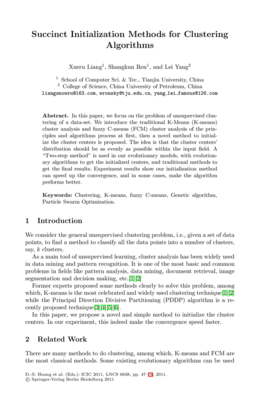 Succinct Initialization Methods for Clustering
Algorithms
Xueru Liang1, Shangkun Ren1, and Lei Yang2
1 School of Computer Sci. & Tec., Tianjin University, China
2 College of Science, China University of Petroleum, China
liangxueru@163.com, wronsky@tju.edu.cn, yang.lei.famous@126.com
Abstract. In this paper, we focus on the problem of unsupervised clus-
tering of a data-set. We introduce the traditional K-Means (K-means)
cluster analysis and fuzzy C-means (FCM) cluster analysis of the prin-
ciples and algorithms process at first, then a novel method to initial-
ize the cluster centers is proposed. The idea is that the cluster centers'
distribution should be as evenly as possible within the input field. A
"Two-step method" is used in our evolutionary models, with evolution-
ary algorithms to get the initialized centers, and traditional methods to
get the final results. Experiment results show our initialization method
can speed up the convergence, and in some cases, make the algorithm
performs better.
Keywords: Clustering, K-means, fuzzy C-means, Genetic algorithm,
Particle Swarm Optimization.
1 Introduction
We consider the general unsupervised clustering problem, i.e., given a set of data
points, to find a method to classify all the data points into a number of clusters,
say, k clusters.
As a main tool of unsupervised learning, cluster analysis has been widely used
in data mining and pattern recognition. It is one of the most basic and common
problems in fields like pattern analysis, data mining, document retrieval, image
segmentation and decision making, etc.[1,2]
Former experts proposed some methods clearly to solve this problem, among
which, K-means is the most celebrated and widely used clustering technique[1,2];
while the Principal Direction Divisive Partitioning (PDDP) algorithm is a re-
cently proposed technique[3,4,5,6].
In this paper, we propose a novel and simple method to initialize the cluster
centers. In our experiment, this indeed make the convergence speed faster.
2 Related Work
There are many methods to do clustering, among which, K-means and FCM are
the most classical methods. Some existing evolutionary algorithms can be used
D.-S. Huang et al. (Eds.): ICIC 2011, LNCS 6838, pp. 47–
, 2011.
© Springer-Verlag Berlin Heidelberg 2011